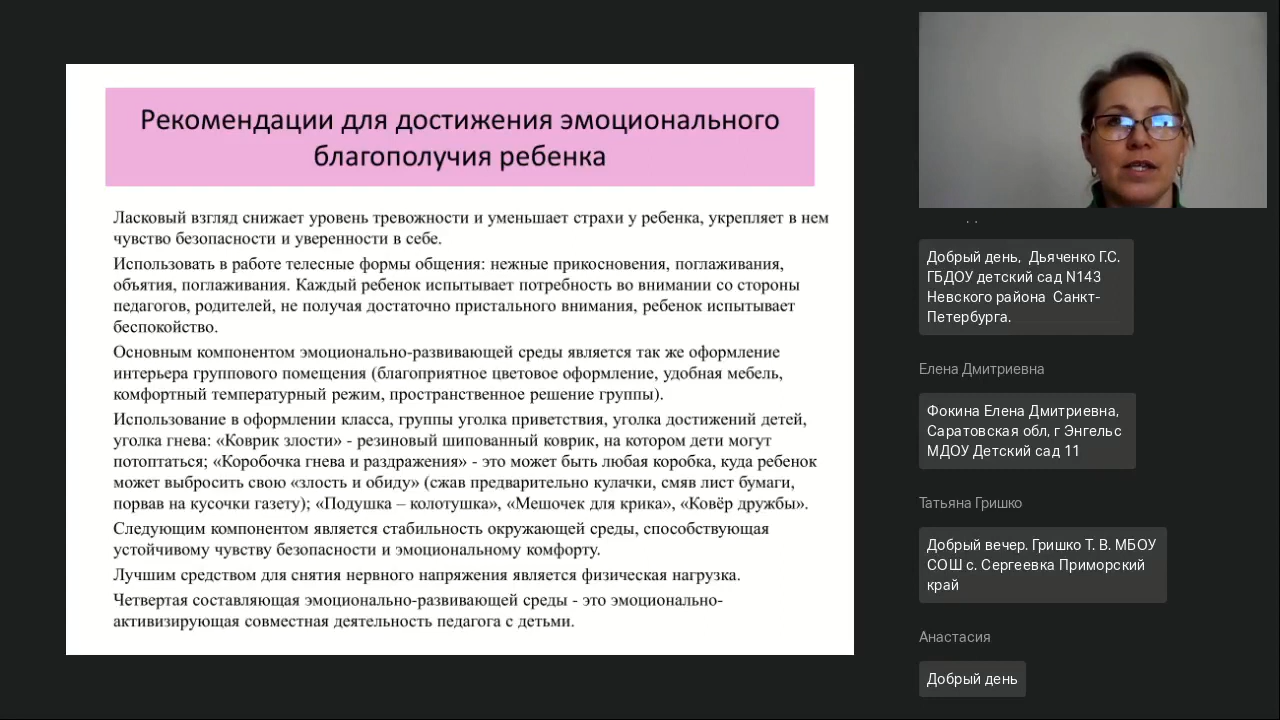 Рекомендации для достижения эмоционального
благополучия ребенка
Ласковый взгляд снижает уровень тревожности и уменьшает страхи у ребенка, укрепляет в нем
чувство безопасности и уверенности в себе.
Использовать в работе телесные формы общения: нежные прикосновения, поглаживания,
объятия, поглаживания. Каждый ребенок испытывает потребность во внимании со стороны
педагогов, родителей, не получая достаточно пристального внимания, ребенок испытывает
беспокойство.
Основным компонентом эмоционально-развивающей среды является так же оформление
интерьера группового помещения (благоприятное цветовое оформление, удобная мебель,
комфортный температурный режим, пространственное решение группы).
Использование в оформлении класса, группы уголка приветствия, уголка достижений детей,
уголка гнева: «Коврик злости» - резиновый шипованный коврик, на котором дети могут
потоптаться; «Коробочка гнева и раздражения» - это может быть любая коробка, куда ребенок
может выбросить свою «злость и обиду» (сжав предварительно кулачки, смяв лист бумаги,
порвав на кусочки газету); «Подушка – колотушка», «Мешочек для крика», «Ковёр дружбы».
Следующим компонентом является стабильность окружающей среды, способствующая
устойчивому чувству безопасности и эмоциональному комфорту.
Лучшим средством для снятия нервного напряжения является физическая нагрузка.
Четвертая составляющая эмоционально-развивающей среды - это эмоционально-
активизирующая совместная деятельность педагога с детьми.
Добрый день, Дьяченко Г.С.
ГБДОУ детский сад N143
Невского района Санкт-
Петербурга.
Елена Дмитриевна
Фокина Елена Дмитриевна,
Саратовская обл, г Энгельс
МДОУ Детский сад 11
Татьяна Гришко
Добрый вечер. Гришко Т. В. МБОУ
СОШ с. Сергеевка Приморский
край
Анастасия
Добрый день